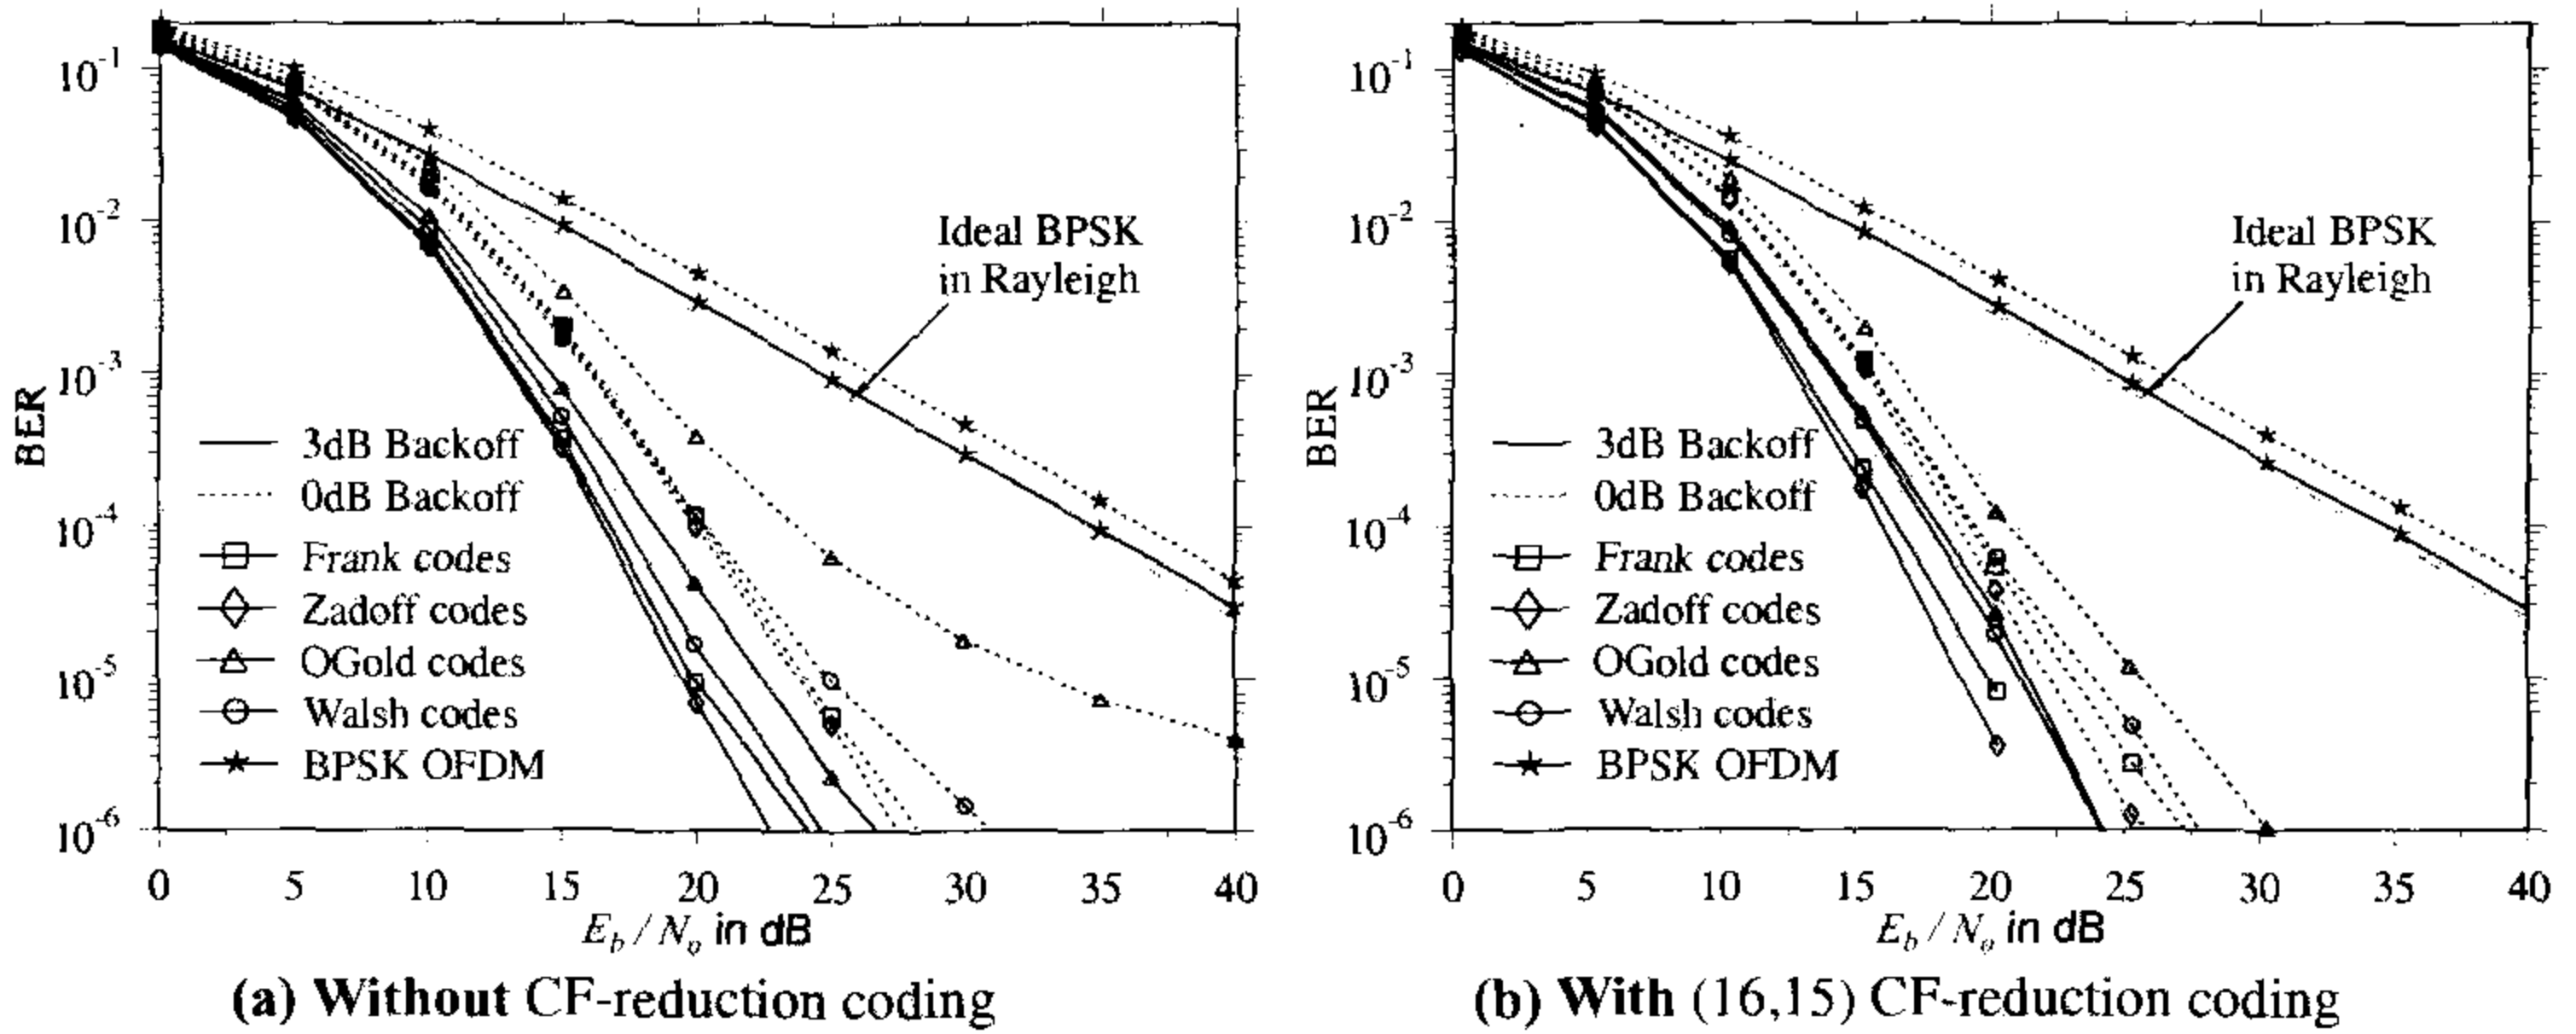 10^-1
10^-2
10^-3
10^-4
10^-5
10^-6
BER
Ideal BPSK
in Rayleigh
3dB Backoff
0dB Backoff
Frank codes
Zadoff codes
OGold codes
Walsh codes
BPSK OFDM
0 5 10 15 20 25 30 35 40
E_b / N_o in dB
(a) Without CF-reduction coding
10^-1
10^-2
10^-3
10^-4
10^-5
10^-6
BER
Ideal BPSK
in Rayleigh
3dB Backoff
0dB Backoff
Frank codes
Zadoff codes
OGold codes
Walsh codes
BPSK OFDM
0 5 10 15 20 25 30 35 40
E_b / N_o in dB
(b) With (16,15) CF-reduction coding